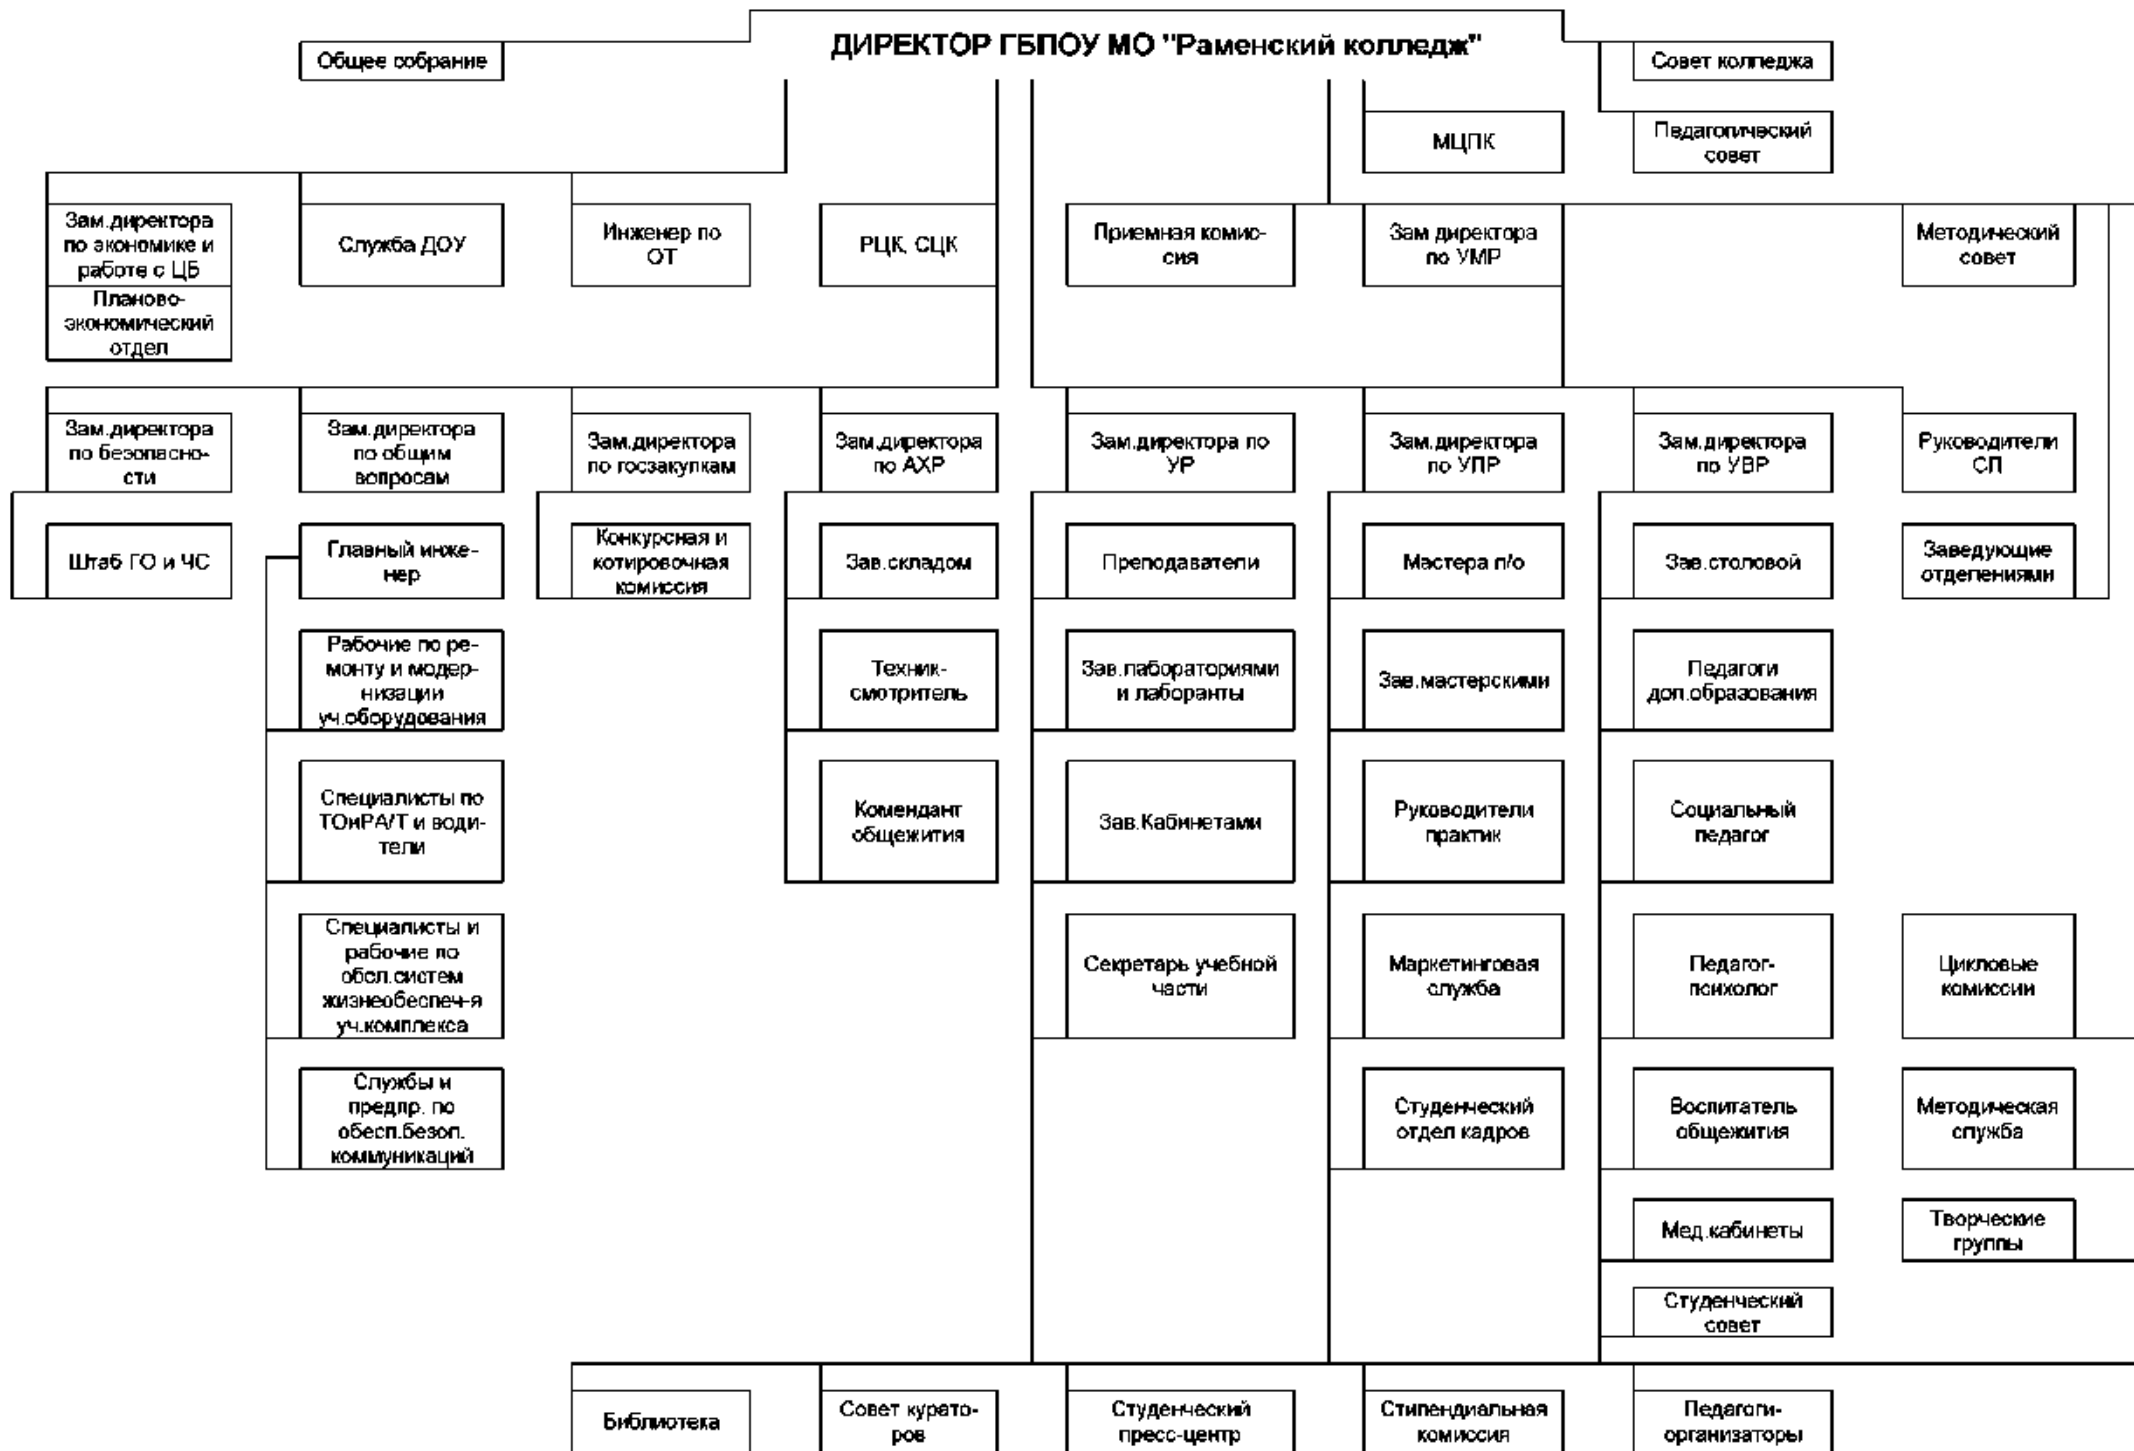 ДИРЕКТОР ГБПОУ МО "Раменский колледж"
Общее собрание
Совет колледжа
МЦПК
Педагогический
совет
Зам.директора
по экономике и
работе с ЦБ
Служба ДОУ
Инженер по
ОТ
РЦК, СЦК
Приемная комис-
сия
Зам директора
по УМР
Методический
совет
Планово-
экономический
отдел
Зам.директора
по безопасно-
сти
Зам.директора
по общим
вопросам
Зам.директора
по госзакупкам
Зам.директора
по АХР
Зам.директора по
УР
Зам.директора
по УПР
Зам.директора
по УВР
Руководители
СП
Штаб ГО и ЧС
Главный инже-
нер
Конкурсная и
котировочная
комиссия
Зав.складом
Преподаватели
Мастера п/о
Зав.столовой
Заведующие
отделениями
Рабочие по ре-
монту и модер-
низации
уч.оборудования
Техник-
смотритель
Зав.лабораториями
и лаборанты
Зав.мастерскими
Педагоги
доп.образования
Специалисты по
ТОиРА/Т и води-
тели
Комендант
общежития
Зав.Кабинетами
Руководители
практик
Социальный
педагог
Специалисты и
рабочие по
обсл.систем
жизнеобеспеч-я
уч.комплекса
Секретарь учебной
части
Маркетинговая
служба
Педагог-
психолог
Цикловые
комиссии
Службы и
предпр. по
обесп.безоп.
коммуникаций
Студенческий
отдел кадров
Воспитатель
общежития
Методическая
служба
Мед.кабинеты
Творческие
группы
Студенческий
совет
Библиотека
Совет курато-
ров
Студенческий
пресс-центр
Стипендиальная
комиссия
Педагоги-
организаторы